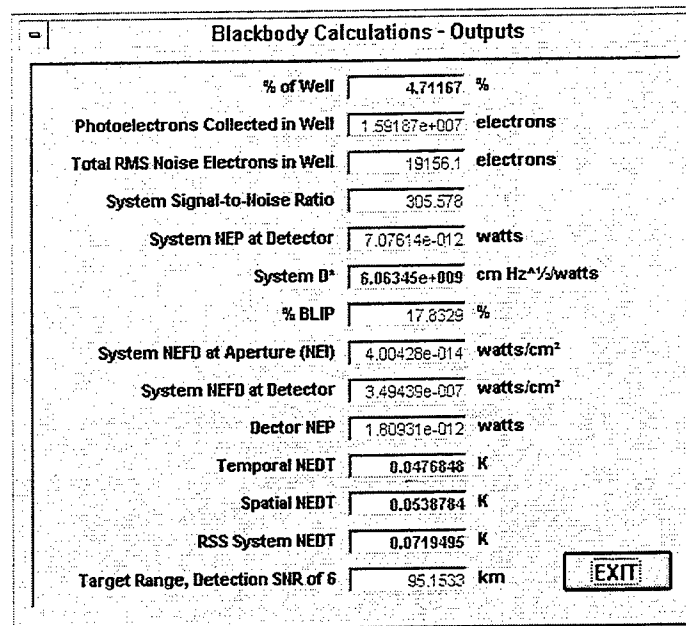 Blackbody Calculations - Outputs
% of Well 4.71167 %
Photoelectrons Collected in Well 1.59187e+007 electrons
Total RMS Noise Electrons in Well 19156.1 electrons
System Signal-to-Noise Ratio 305.578
System NEP at Detector 7.07614e-012 watts
System D* 6.06345e+009 cm Hz^½/watts
% BLIP 17.8329 %
System NEFD at Aperture (NEI) 4.00428e-014 watts/cm²
System NEFD at Detector 3.49439e-007 watts/cm²
Dector NEP 1.80931e-012 watts
Temporal NEDT 0.0476848 K
Spatial NEDT 0.0538784 K
RSS System NEDT 0.0719495 K
Target Range, Detection SNR of 6 95.1533 km
EXIT